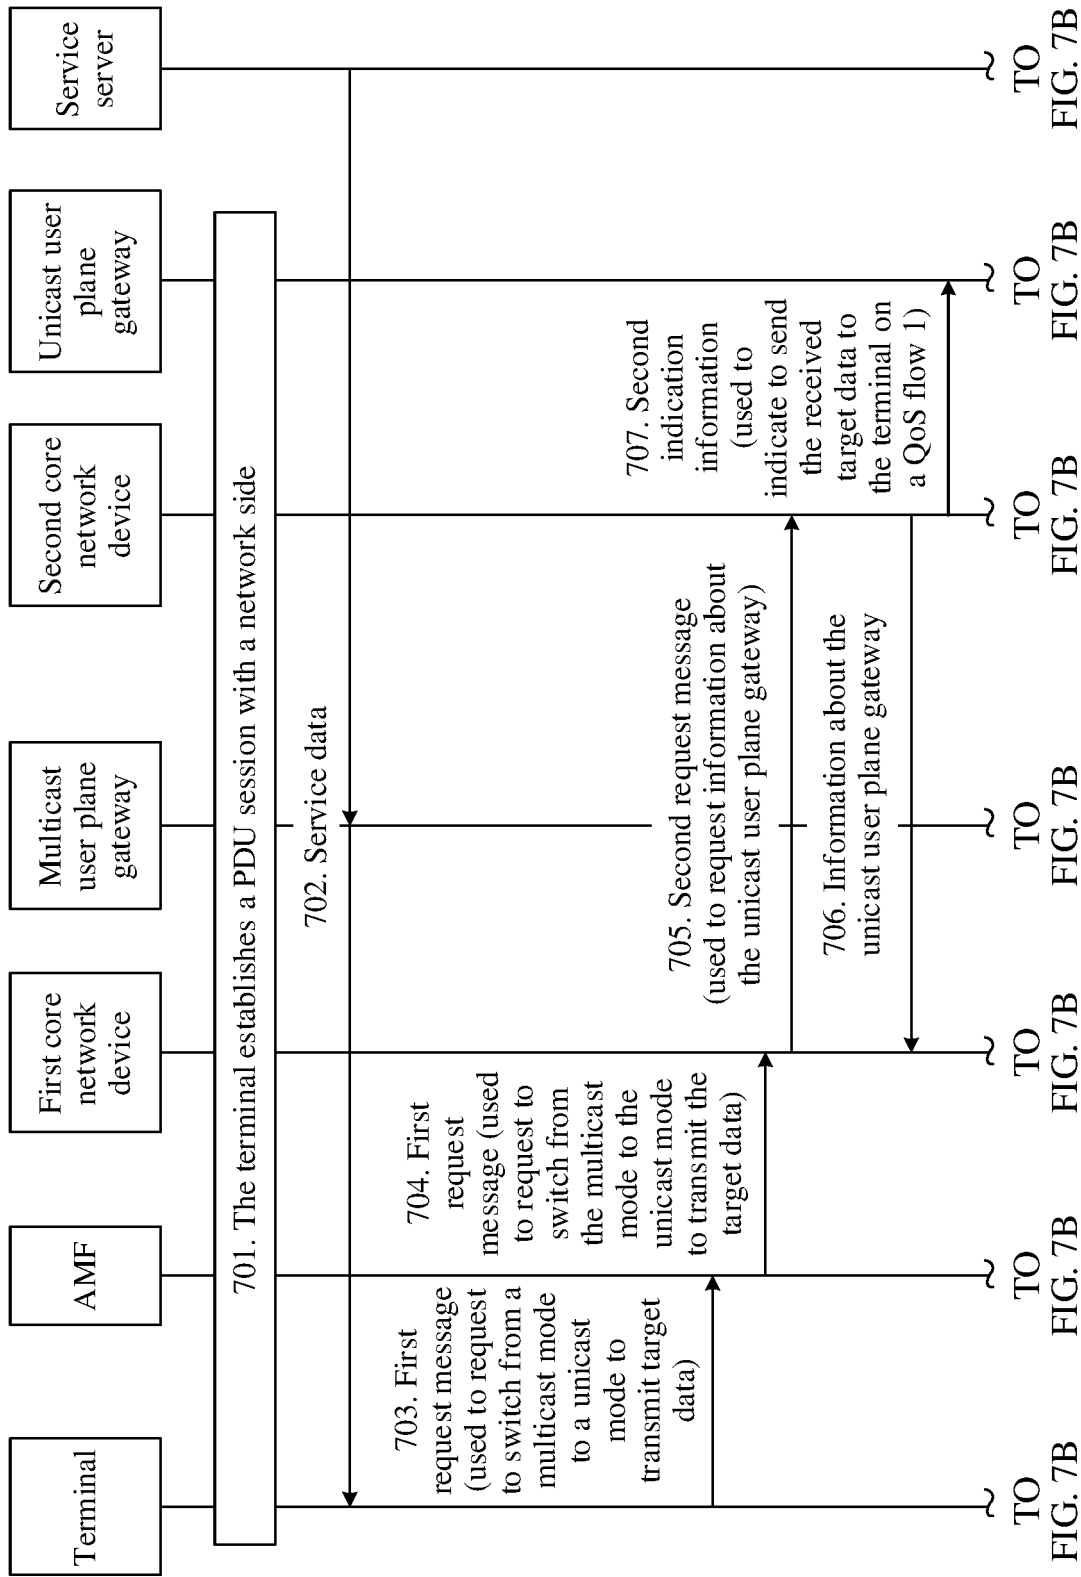 Terminal
AMF
First core
network
device
Multicast
user plane
gateway
Second core
network
device
Unicast user
plane
gateway
Service
server
701. The terminal establishes a PDU session with a network side
702. Service data
703. First
request message
(used to request
to switch from a
multicast mode
to a unicast
mode to
transmit target
data)
704. First
request
message (used
to request to
switch from
the multicast
mode to the
unicast mode
to transmit the
target data)
705. Second request message
(used to request information about
the unicast user plane gateway)
706. Information about the
unicast user plane gateway
707. Second
indication
information
(used to
indicate to send
the received
target data to
the terminal on
a QoS flow 1)
TO
FIG. 7B
TO
FIG. 7B
TO
FIG. 7B
TO
FIG. 7B
TO
FIG. 7B
TO
FIG. 7B
TO
FIG. 7B